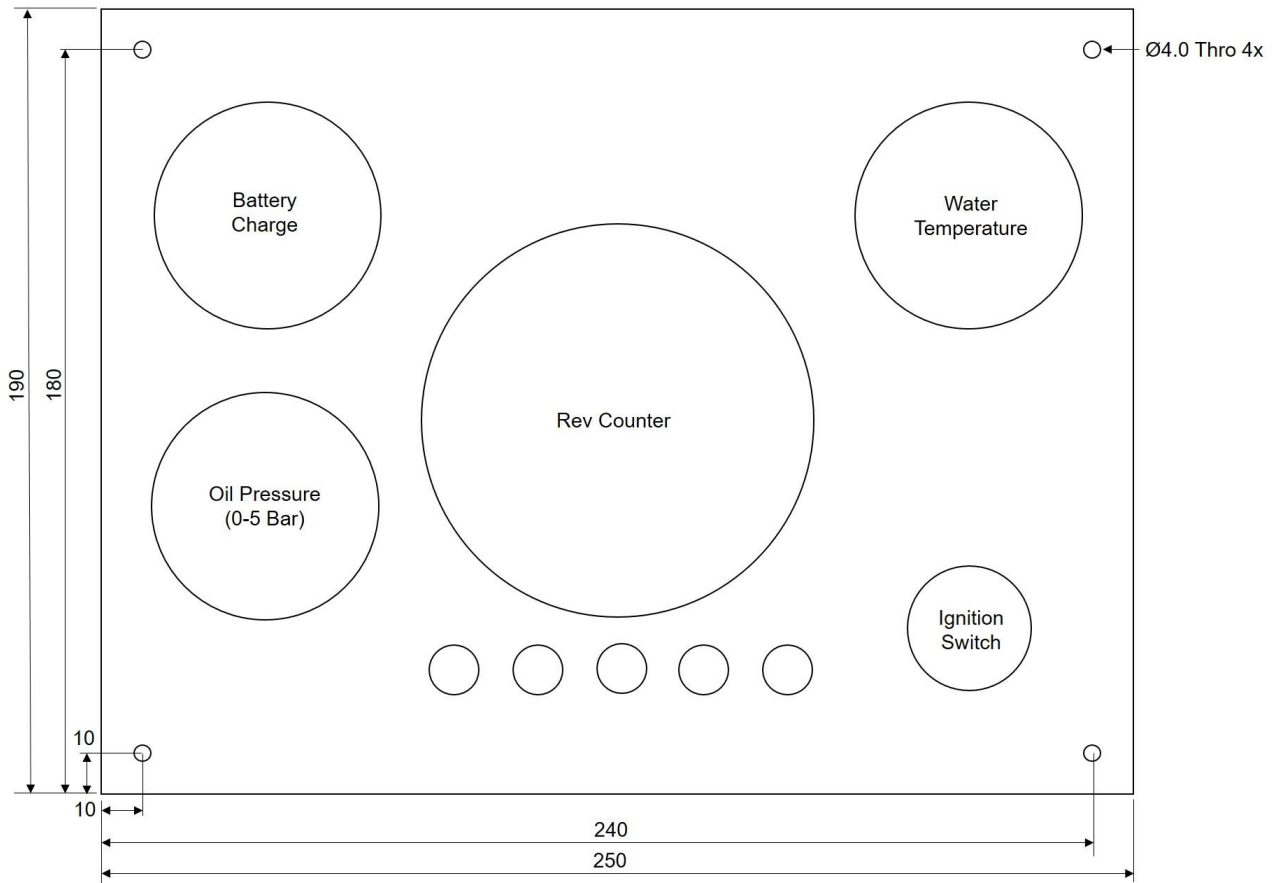 Ø4.0 Thro 4x
Battery
Charge
Water
Temperature
190
180
Rev Counter
Oil Pressure
(0-5 Bar)
Ignition
Switch
10
10
240
250